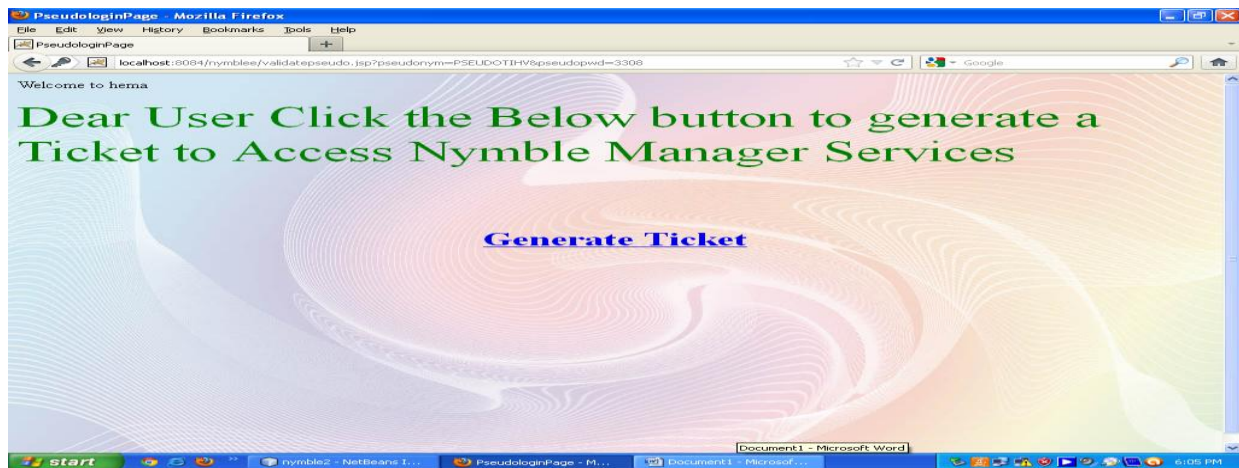 PseudologinPage - Mozilla Firefox
File Edit View History Bookmarks Tools Help
PseudologinPage
localhost:8084/nymblee/validatepseudo.jsp?pseudonym=PSEUDOTIHV&pseudopwd=3308
Google
Welcome to hema
Dear User Click the Below button to generate a
Ticket to Access Nymble Manager Services
Generate Ticket
Document1 - Microsoft Word
start
nymble2 - NetBeans I...
PseudologinPage - M...
Document1 - Microsof...
6:05 PM